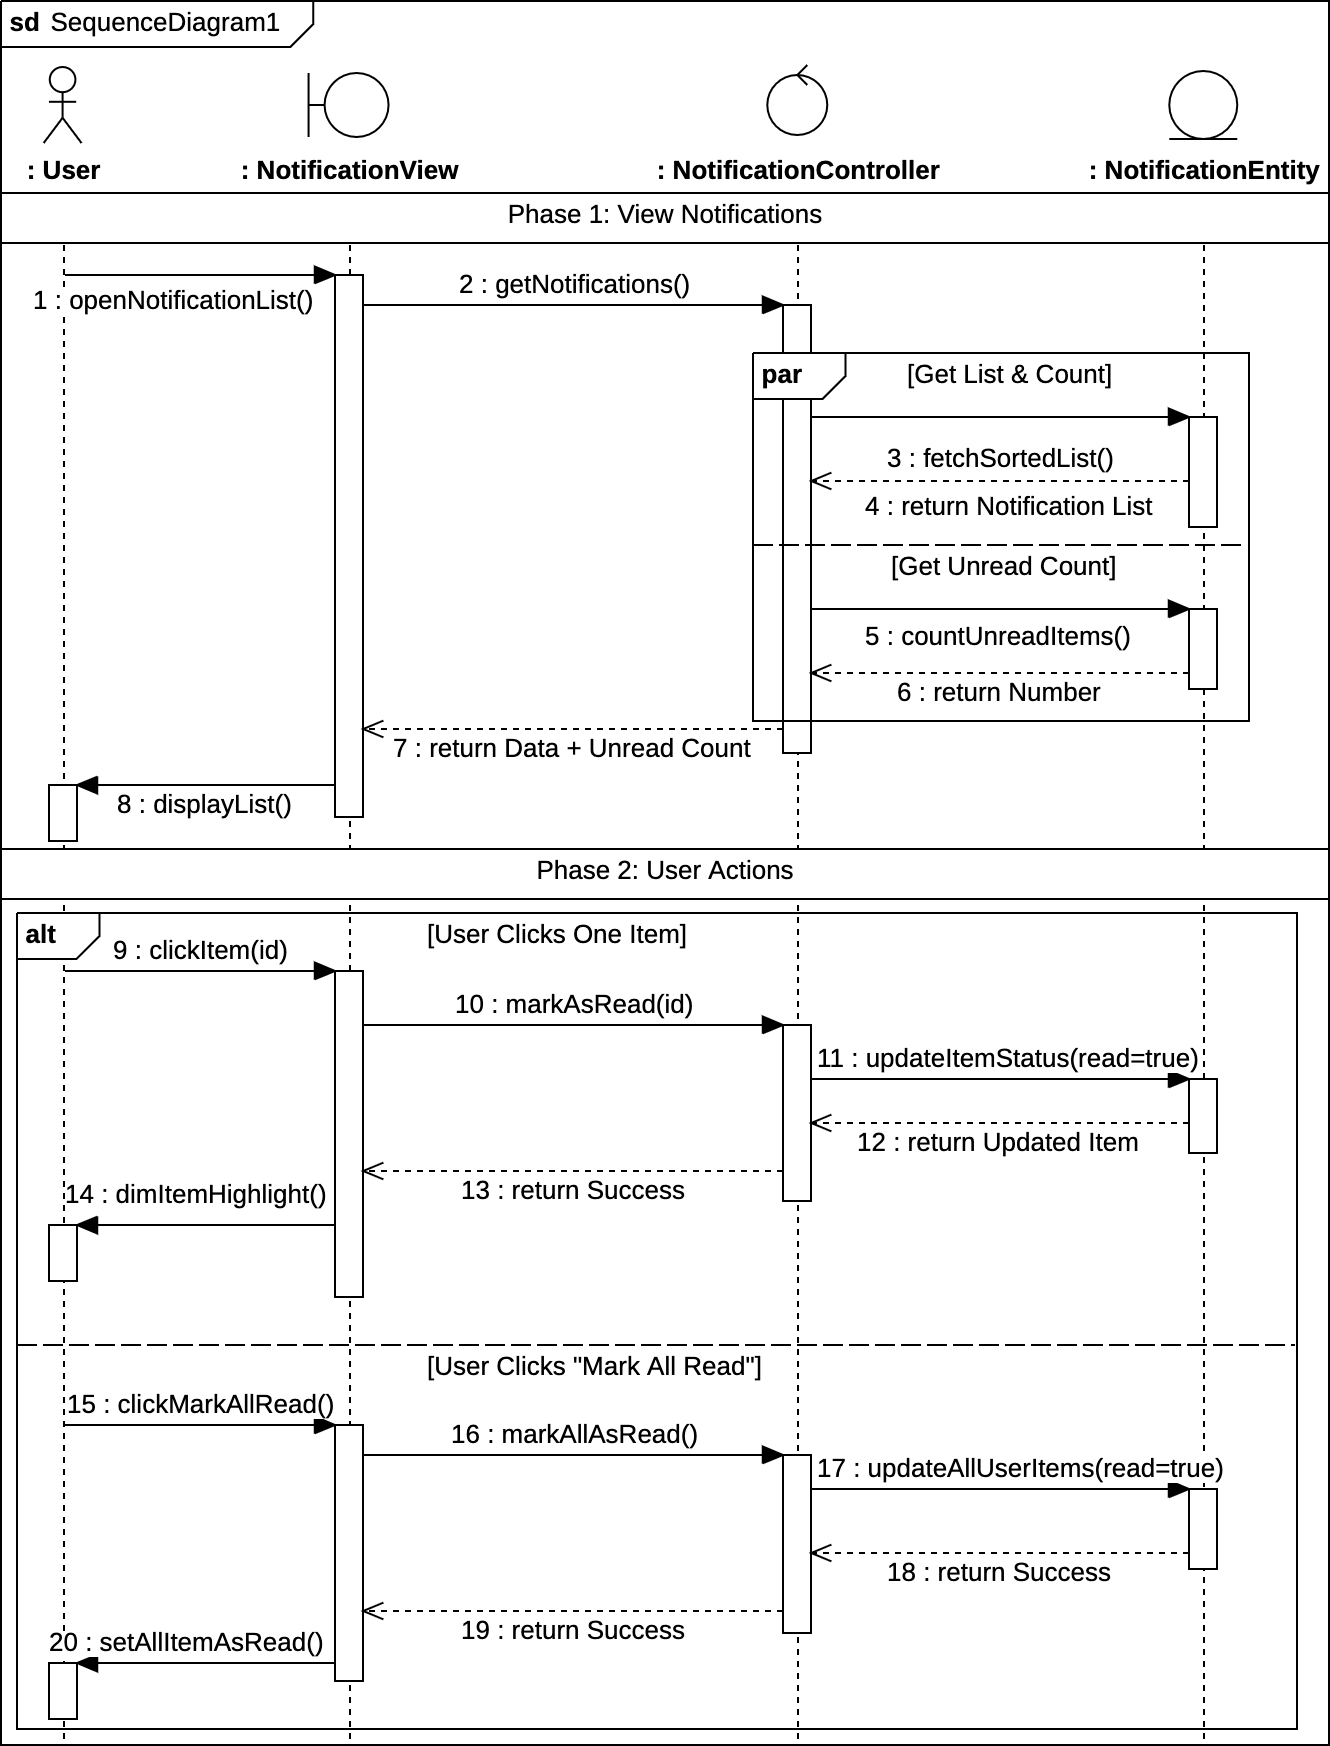 sd SequenceDiagram1
: User
: NotificationView
: NotificationController
: NotificationEntity
Phase 1: View Notifications
1 : openNotificationList()
2 : getNotifications()
par
[Get List & Count]
3 : fetchSortedList()
4 : return Notification List
[Get Unread Count]
5 : countUnreadItems()
6 : return Number
7 : return Data + Unread Count
8 : displayList()
Phase 2: User Actions
alt
[User Clicks One Item]
9 : clickItem(id)
10 : markAsRead(id)
11 : updateItemStatus(read=true)
12 : return Updated Item
13 : return Success
14 : dimItemHighlight()
[User Clicks "Mark All Read"]
15 : clickMarkAllRead()
16 : markAllAsRead()
17 : updateAllUserItems(read=true)
18 : return Success
19 : return Success
20 : setAllItemAsRead()